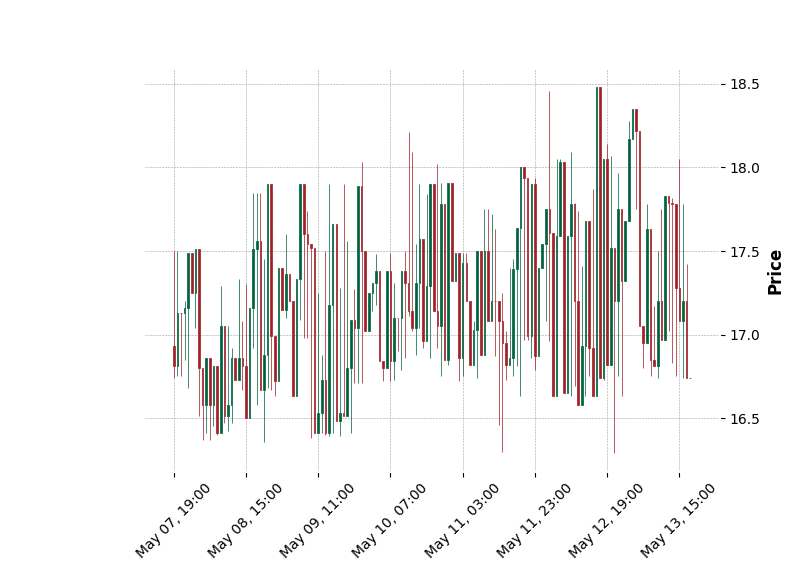 18.5
18.0
17.5
17.0
16.5
Price
May 07, 19:00
May 08, 15:00
May 09, 11:00
May 10, 07:00
May 11, 03:00
May 11, 23:00
May 12, 19:00
May 13, 15:00